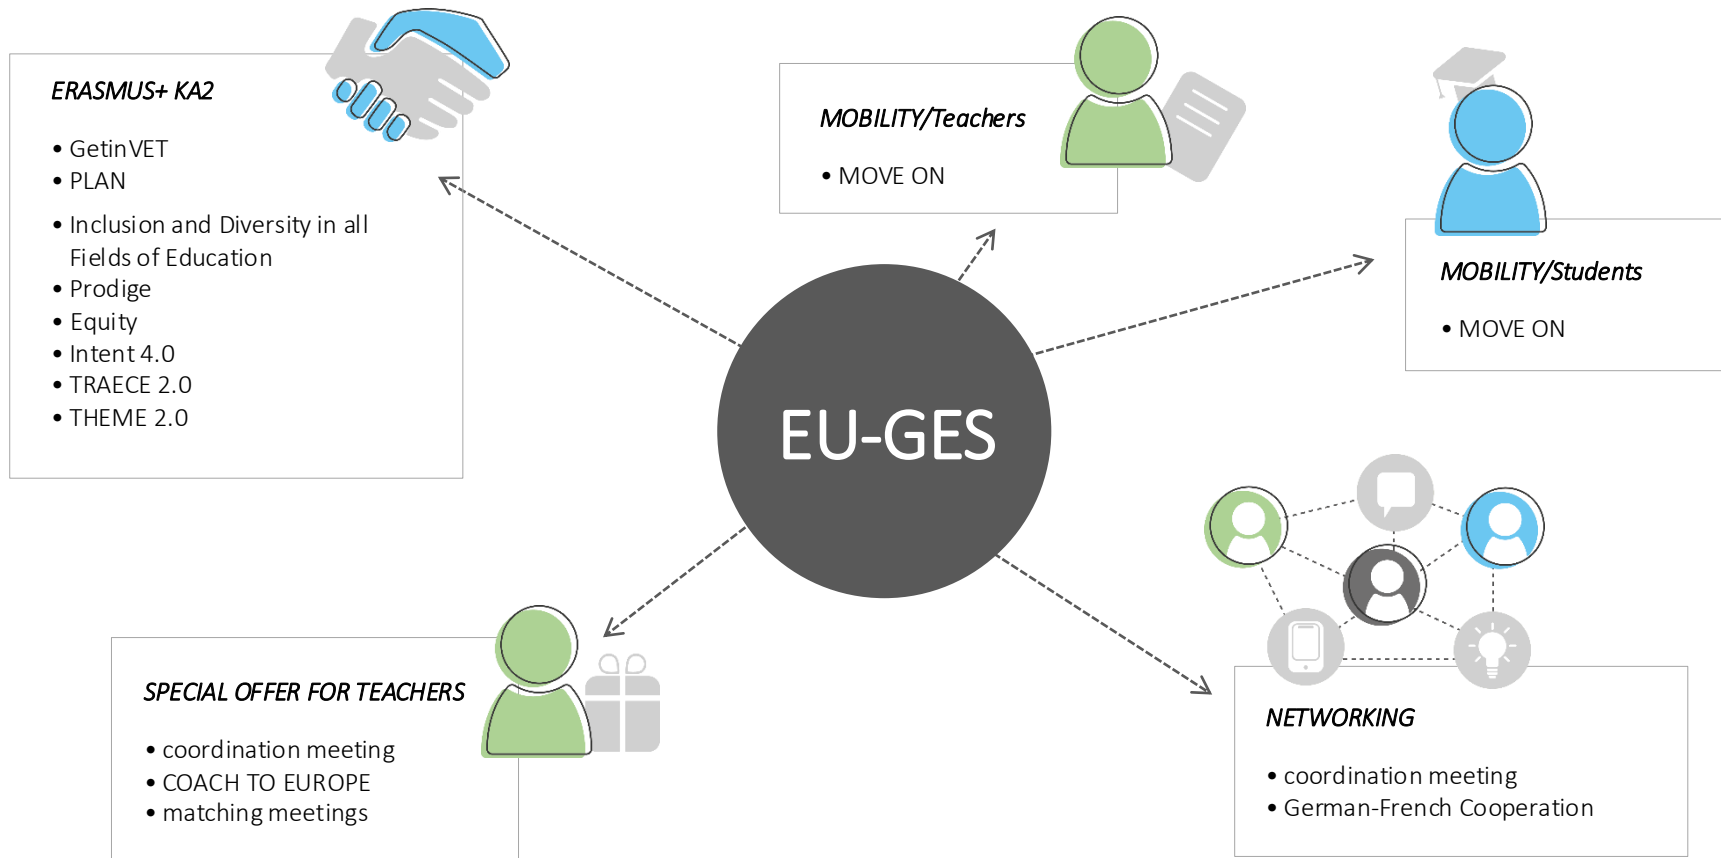 ERASMUS+ KA2
• GetinVET
• PLAN
• Inclusion and Diversity in all
Fields of Education
• Prodige
• Equity
• Intent 4.0
• TRAECE 2.0
• THEME 2.0
MOBILITY/Teachers
• MOVE ON
MOBILITY/Students
• MOVE ON
EU-GES
SPECIAL OFFER FOR TEACHERS
• coordination meeting
• COACH TO EUROPE
• matching meetings
NETWORKING
• coordination meeting
• German-French Cooperation